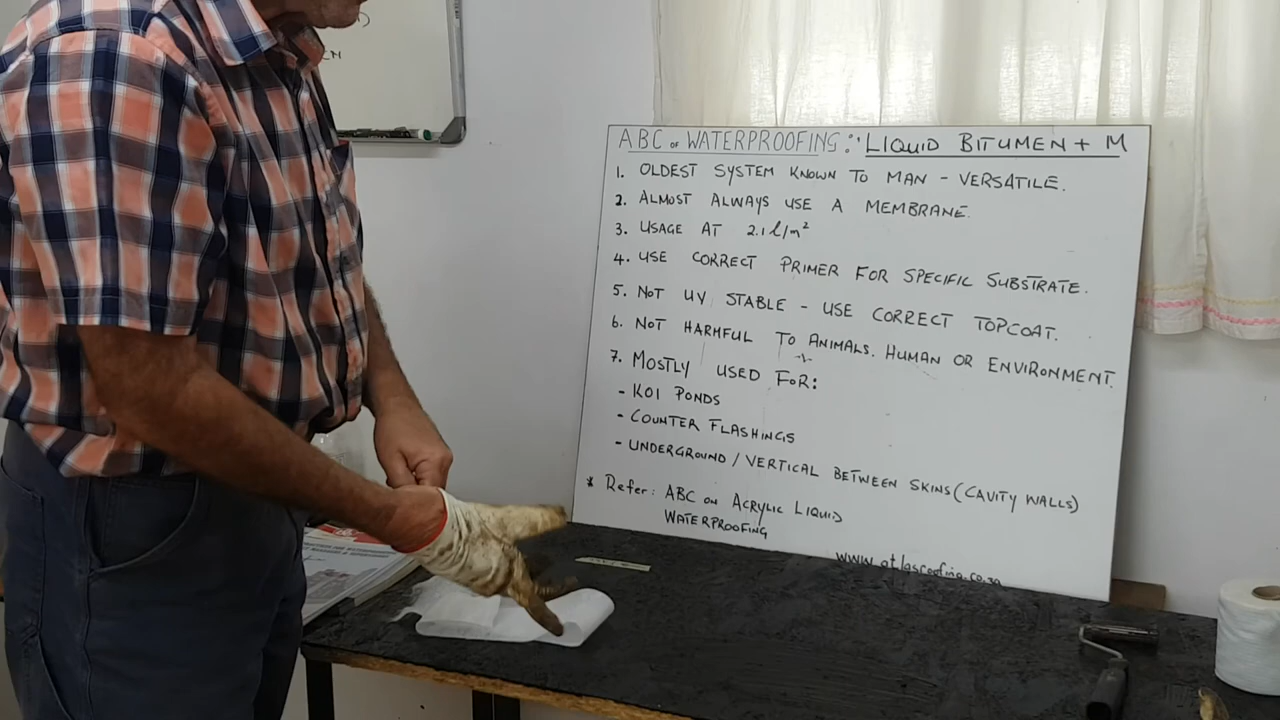 ABC OF WATERPROOFING: LIQUID BITUMEN + M
1. OLDEST SYSTEM KNOWN TO MAN - VERSATILE.
2. ALMOST ALWAYS USE A MEMBRANE.
3. USAGE AT 2.1 l/m²
4. USE CORRECT PRIMER FOR SPECIFIC SUBSTRATE.
5. NOT UV STABLE - USE CORRECT TOPCOAT.
6. NOT HARMFUL TO ANIMALS. HUMAN OR ENVIRONMENT.
7. MOSTLY USED FOR:
- KOI PONDS
- COUNTER FLASHINGS
- UNDERGROUND / VERTICAL BETWEEN SKINS (CAVITY WALLS)
* Refer: ABC ON ACRYLIC LIQUID
WATERPROOFING
www.atlasroofing.co.za